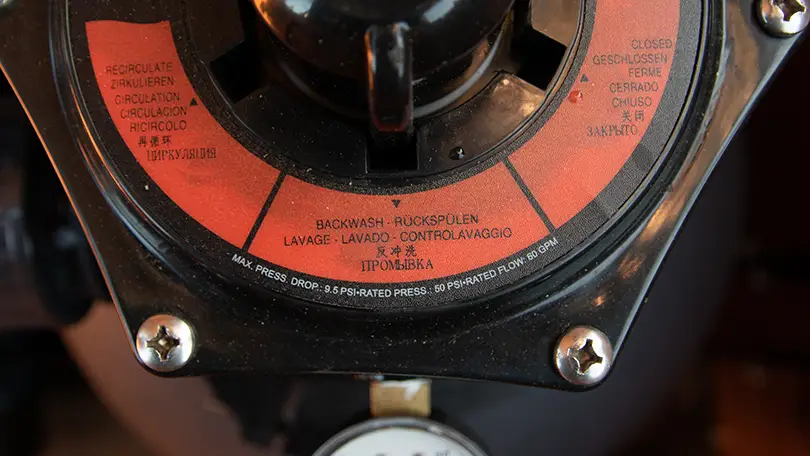 RECIRCULATE
ZIRKULIEREN
CIRCULATION
CIRCULACION
RICIRCOLO
再循环
ЦИРКУЛЯЦИЯ
BACKWASH - RÜCKSPÜLEN
LAVAGE - LAVADO - CONTROLAVAGGIO
反冲洗
ПРОМЫВКА
CLOSED
GESCHLOSSEN
FERME
CERRADO
CHIUSO
关闭
ЗАКРЫТО
MAX. PRESS. DROP : 9.5 PSI•RATED PRESS.: 50 PSI•RATED FLOW: 60 GPM